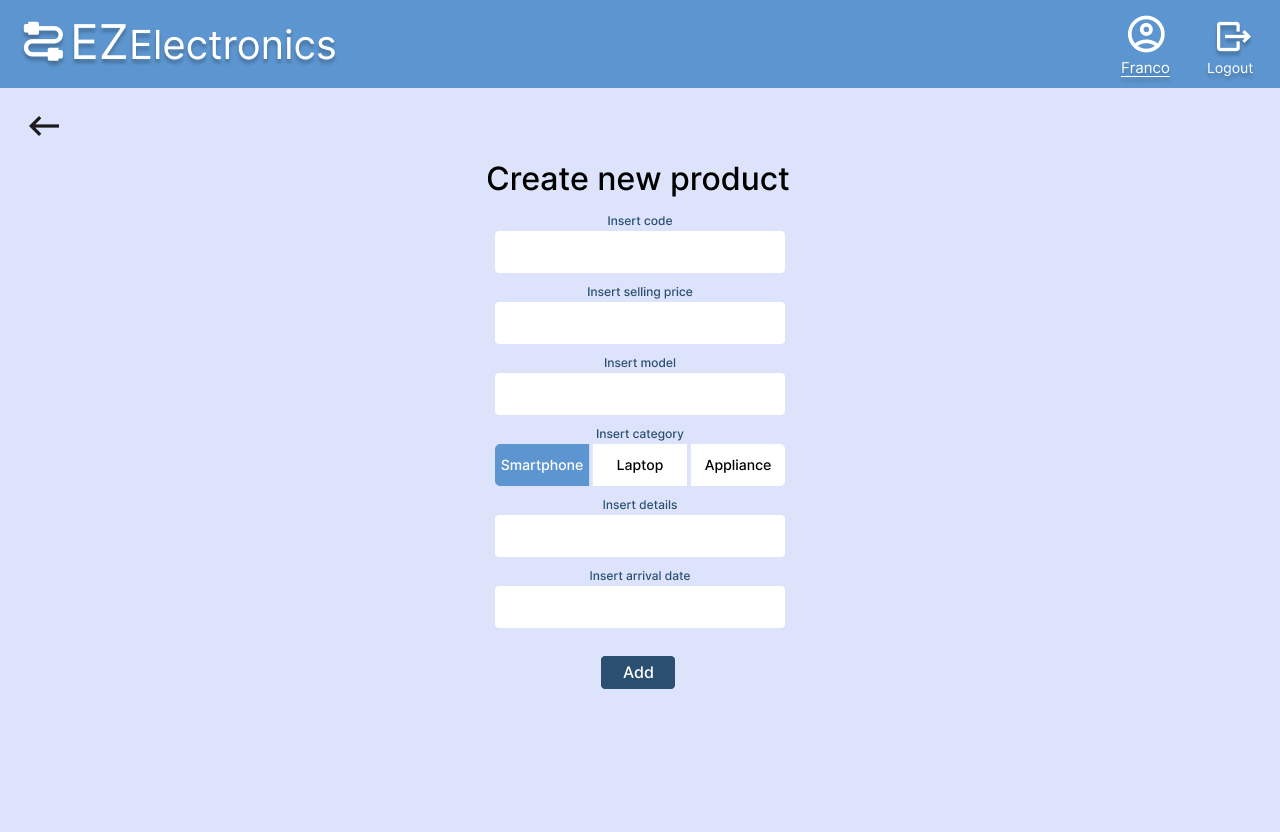 EZElectronics
Franco
Logout
Create new product
Insert code
Insert selling price
Insert model
Insert category
Smartphone Laptop Appliance
Insert details
Insert arrival date
Add